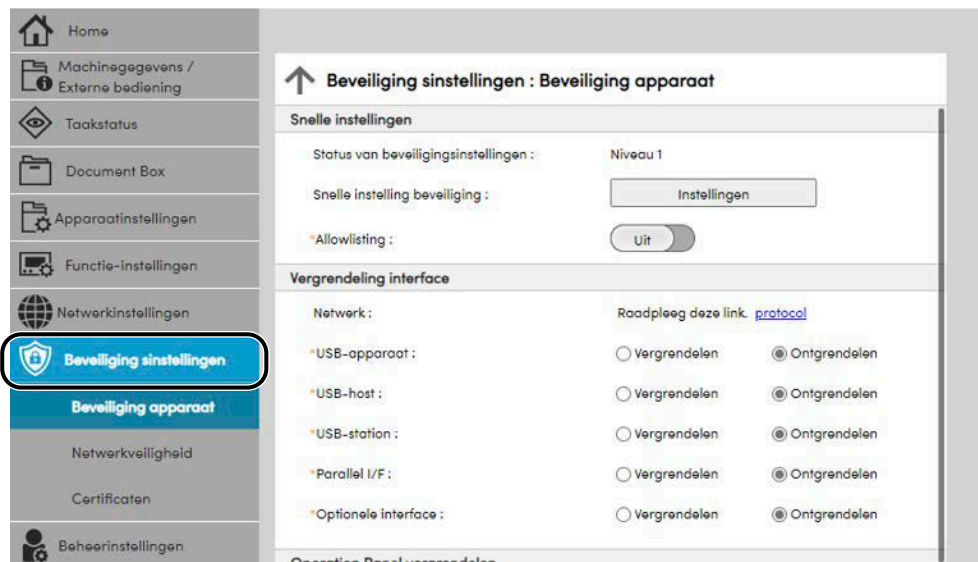 Home
Machinegegevens /
Externe bediening
Taakstatus
Document Box
Apparaatinstellingen
Functie-instellingen
Netwerkinstellingen
Beveiliging sinstellingen
Beveiliging apparaat
Netwerkveiligheid
Certificaten
Beheerinstellingen
Beveiliging sinstellingen : Beveiliging apparaat
Snelle instellingen
Status van beveiligingsinstellingen : Niveau 1
Snelle instelling beveiliging : Instellingen
*Allowlisting : Uit
Vergrendeling interface
Netwerk : Raadpleeg deze link. protocol
*USB-apparaat : Vergrendelen Ontgrendelen
*USB-host : Vergrendelen Ontgrendelen
*USB-station : Vergrendelen Ontgrendelen
*Parallel I/F : Vergrendelen Ontgrendelen
*Optionele interface : Vergrendelen Ontgrendelen
Operation Panel vergrendelen